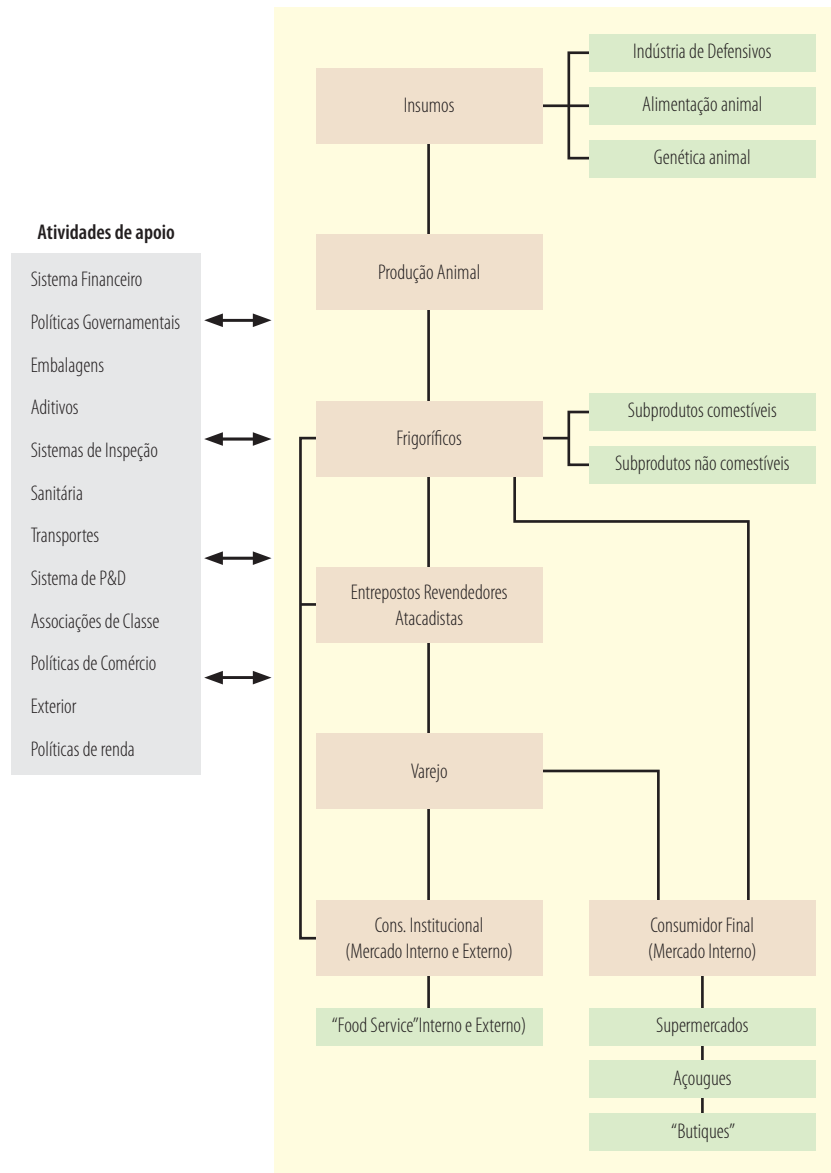 Indústria de Defensivos
Insumos
Alimentação animal
Genética animal
Atividades de apoio
Sistema Financeiro
Políticas Governamentais
Embalagens
Aditivos
Sistemas de Inspeção
Sanitária
Transportes
Sistema de P&D
Associações de Classe
Políticas de Comércio
Exterior
Políticas de renda
Produção Animal
Frigoríficos
Subprodutos comestíveis
Subprodutos não comestíveis
Entrepostos Revendedores
Atacadistas
Varejo
Cons. Institucional
(Mercado Interno e Externo)
“Food Service”Interno e Externo)
Consumidor Final
(Mercado Interno)
Supermercados
Açougues
“Butiques”